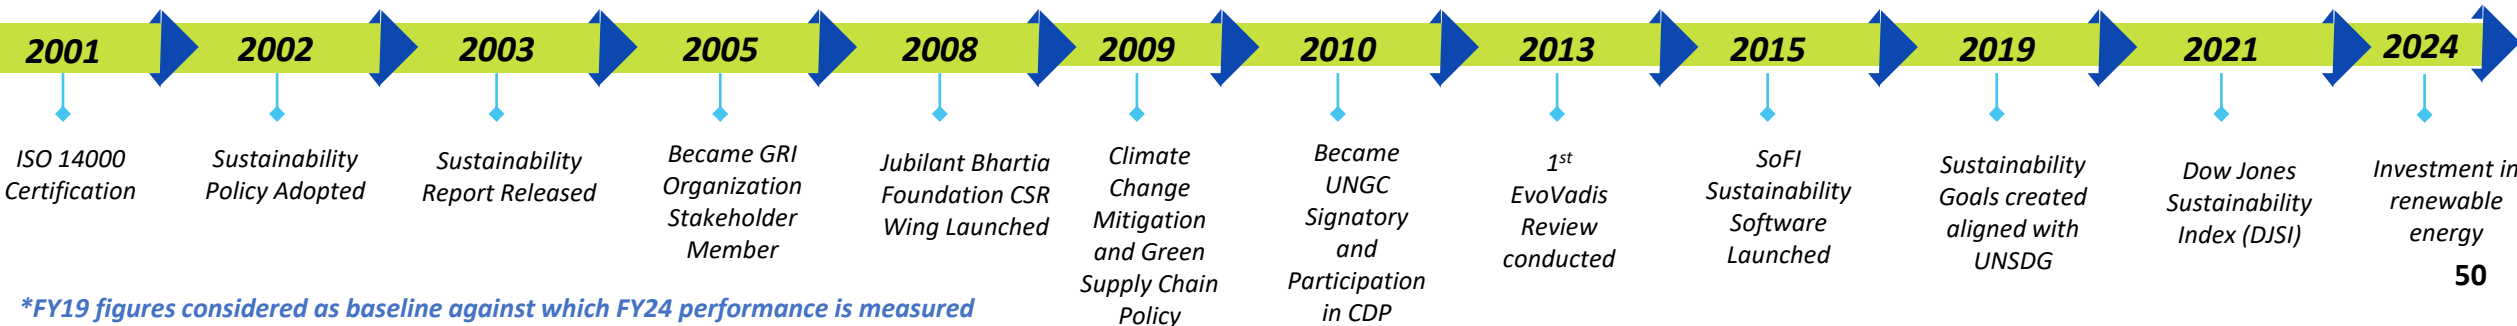 2001
2002
2003
2005
2008
2009
2010
2013
2015
2019
2021
2024
ISO 14000
Certification
Sustainability
Policy Adopted
Sustainability
Report Released
Became GRI
Organization
Stakeholder
Member
Jubilant Bhartia
Foundation CSR
Wing Launched
Climate
Change
Mitigation
and Green
Supply Chain
Policy
Became
UNGC
Signatory
and
Participation
in CDP
1st
EvoVadis
Review
conducted
SoFI
Sustainability
Software
Launched
Sustainability
Goals created
aligned with
UNSDG
Dow Jones
Sustainability
Index (DJSI)
Investment in
renewable
energy
50
*FY19 figures considered as baseline against which FY24 performance is measured